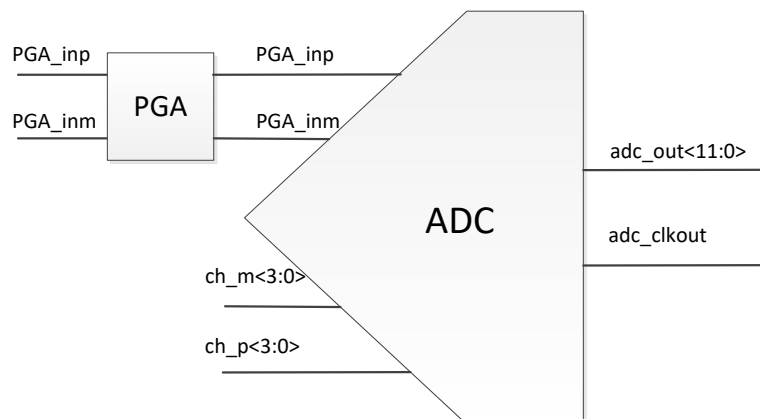 PGA_inp
PGA_inp
PGA
PGA_inm
PGA_inm
adc_out<11:0>
ADC
adc_clkout
ch_m<3:0>
ch_p<3:0>